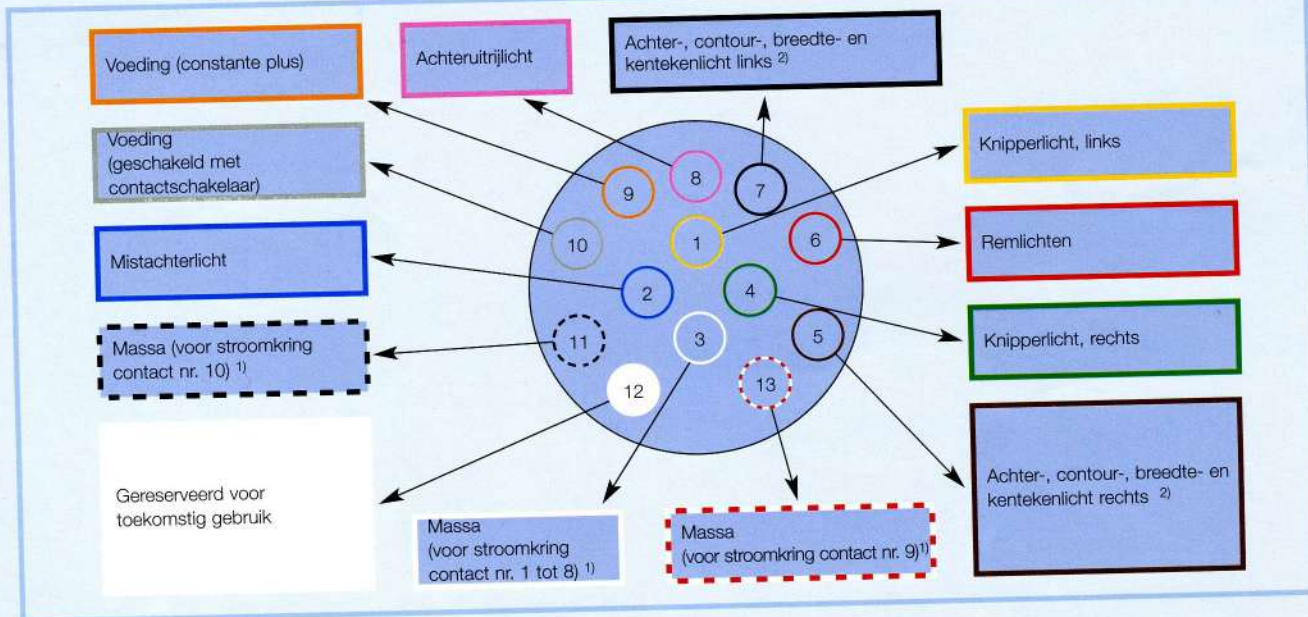 Voeding (constante plus)
Achteruitrijlicht
Achter-, contour-, breedte- en
kentekenlicht links 2)
Voeding
(geschakeld met
contactschakelaar)
Knipperlicht, links
Mistachterlicht
Remlichten
Massa (voor stroomkring
contact nr. 10) 1)
Knipperlicht, rechts
Gereserveerd voor
toekomstig gebruik
Achter-, contour-, breedte- en
kentekenlicht rechts 2)
Massa
(voor stroomkring
contact nr. 1 tot 8) 1)
Massa
(voor stroomkring contact nr. 9)1)
8
9
7
10
1
6
2
4
11
3
5
12
13